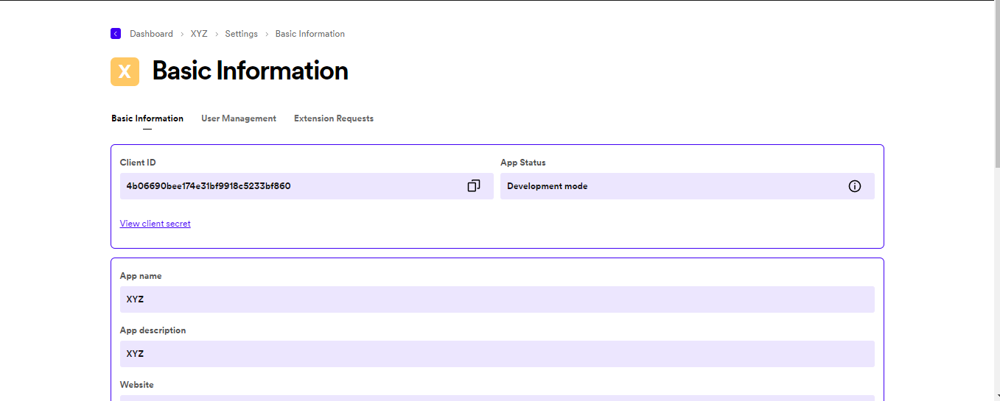 Dashboard > XYZ > Settings > Basic Information
X Basic Information
Basic Information User Management Extension Requests
Client ID App Status
4b06690bee174e31bf9918c5233bf860 Development mode
View client secret
App name
XYZ
App description
XYZ
Website